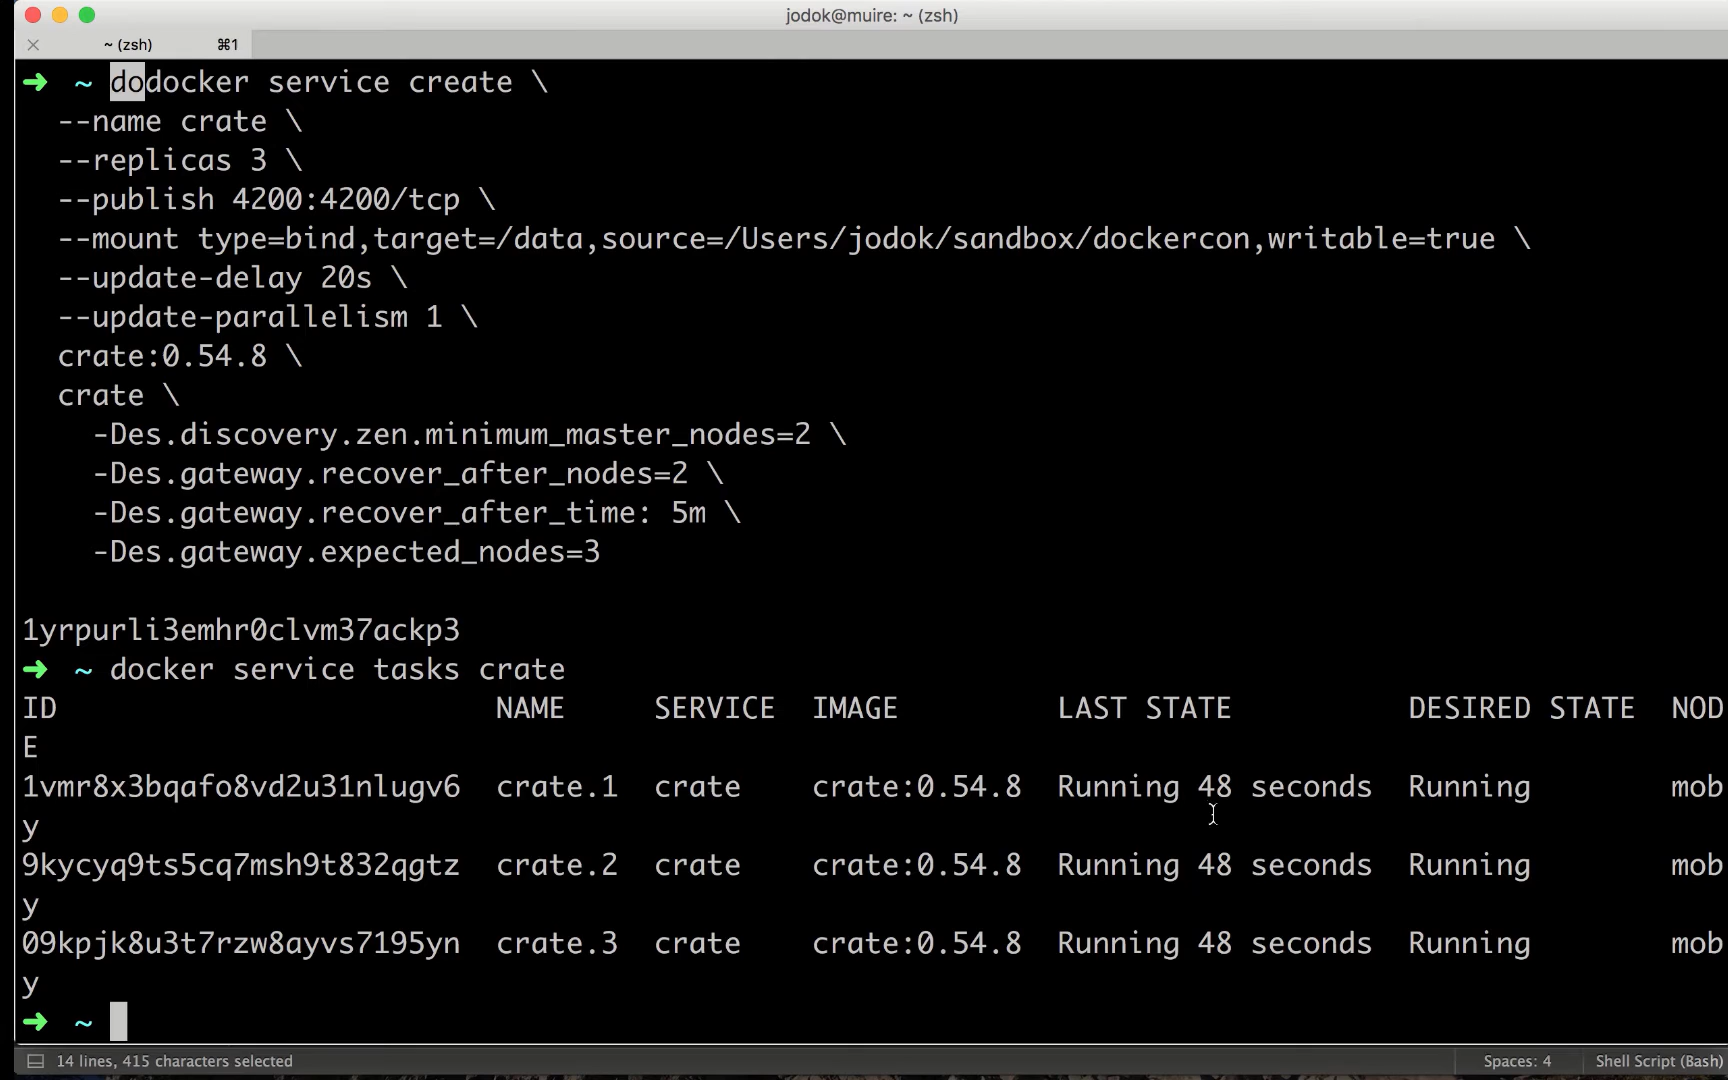 jodok@muire: ~ (zsh)
~ (zsh) ⌘1
➜ ~ dodocker service create \
--name crate \
--replicas 3 \
--publish 4200:4200/tcp \
--mount type=bind,target=/data,source=/Users/jodok/sandbox/dockercon,writable=true \
--update-delay 20s \
--update-parallelism 1 \
crate:0.54.8 \
crate \
-Des.discovery.zen.minimum_master_nodes=2 \
-Des.gateway.recover_after_nodes=2 \
-Des.gateway.recover_after_time: 5m \
-Des.gateway.expected_nodes=3
1yrpurli3emhr0clvm37ackp3
➜ ~ docker service tasks crate
ID NAME SERVICE IMAGE LAST STATE DESIRED STATE NOD
E
1vmr8x3bqafo8vd2u31nlugv6 crate.1 crate crate:0.54.8 Running 48 seconds Running mob
y
9kycyq9ts5cq7msh9t832qgtz crate.2 crate crate:0.54.8 Running 48 seconds Running mob
y
09kpjk8u3t7rzw8ayvs7195yn crate.3 crate crate:0.54.8 Running 48 seconds Running mob
y
➜ ~
14 lines, 415 characters selected Spaces: 4 Shell Script (Bash)